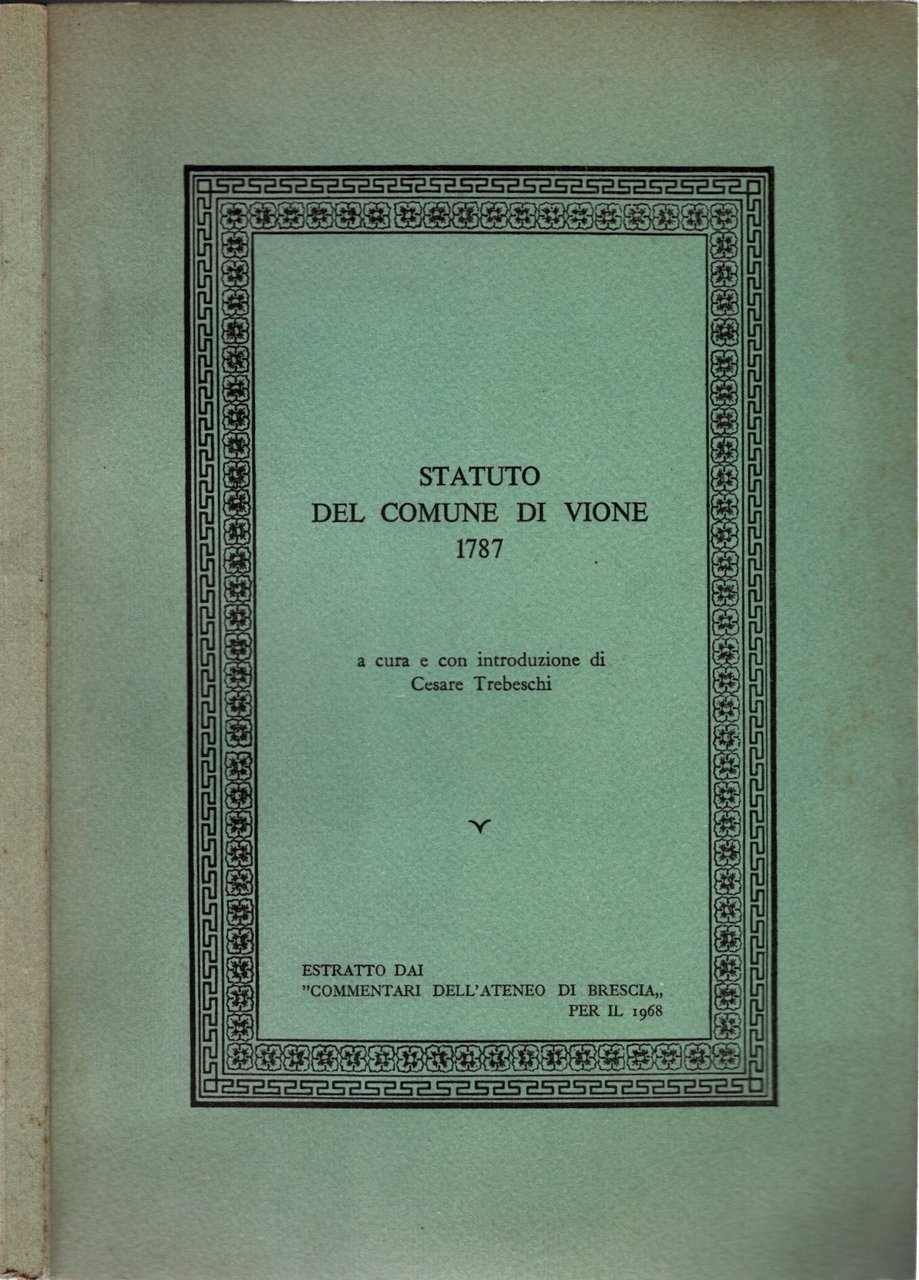 STATUTO
DEL COMUNE DI VIONE
1787
a cura e con introduzione di
Cesare Trebeschi
ESTRATTO DAI
"COMMENTARI DELL'ATENEO DI BRESCIA„
PER IL 1968